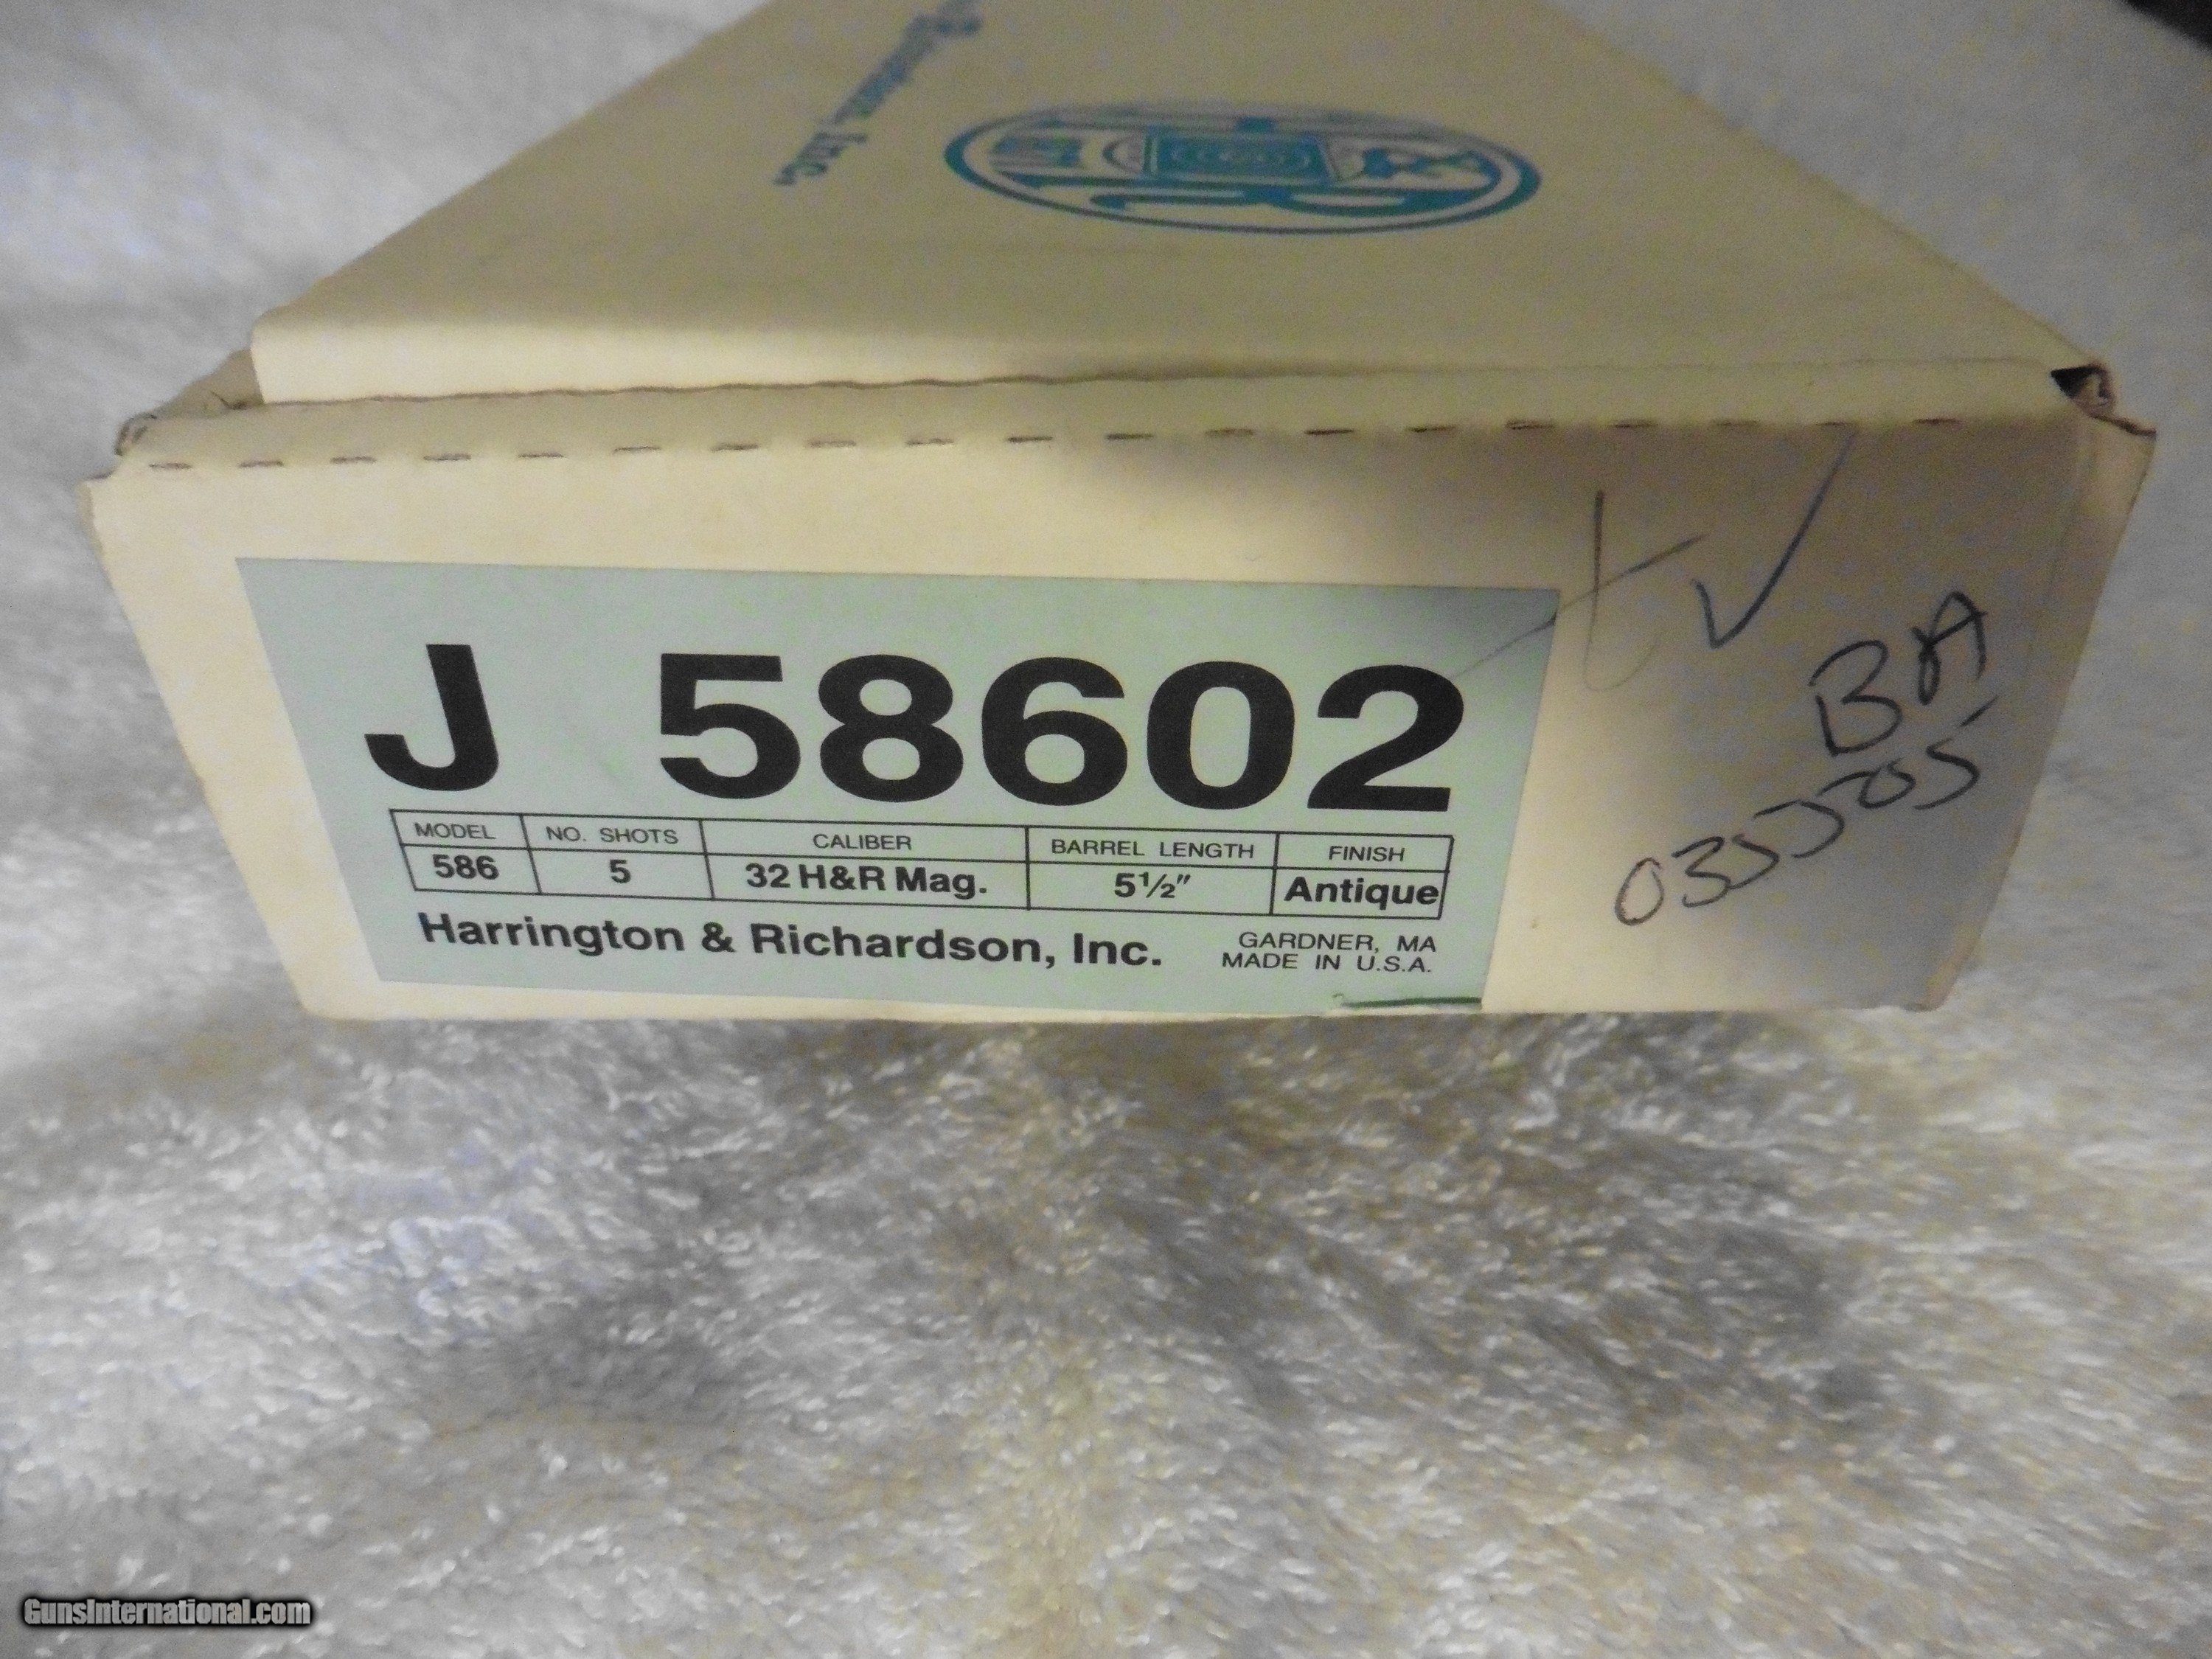 Inc.
J 58602
MODEL NO. SHOTS CALIBER BARREL LENGTH FINISH
586 5 32 H&R Mag. 5½" Antique
Harrington & Richardson, Inc. GARDNER, MA
MADE IN U.S.A.
BA
GunsInternational.com